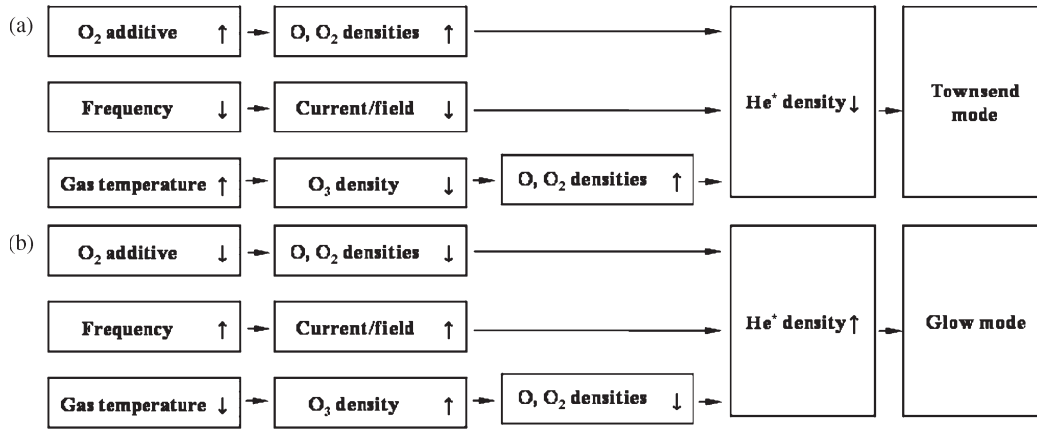 (a)
O₂ additive ↑ O, O₂ densities ↑
Frequency ↓ Current/field ↓ He* density ↓ Townsend
mode
Gas temperature ↑ O₃ density ↓ O, O₂ densities ↑
(b)
O₂ additive ↓ O, O₂ densities ↓
Frequency ↑ Current/field ↑ He* density ↑ Glow mode
Gas temperature ↓ O₃ density ↑ O, O₂ densities ↓